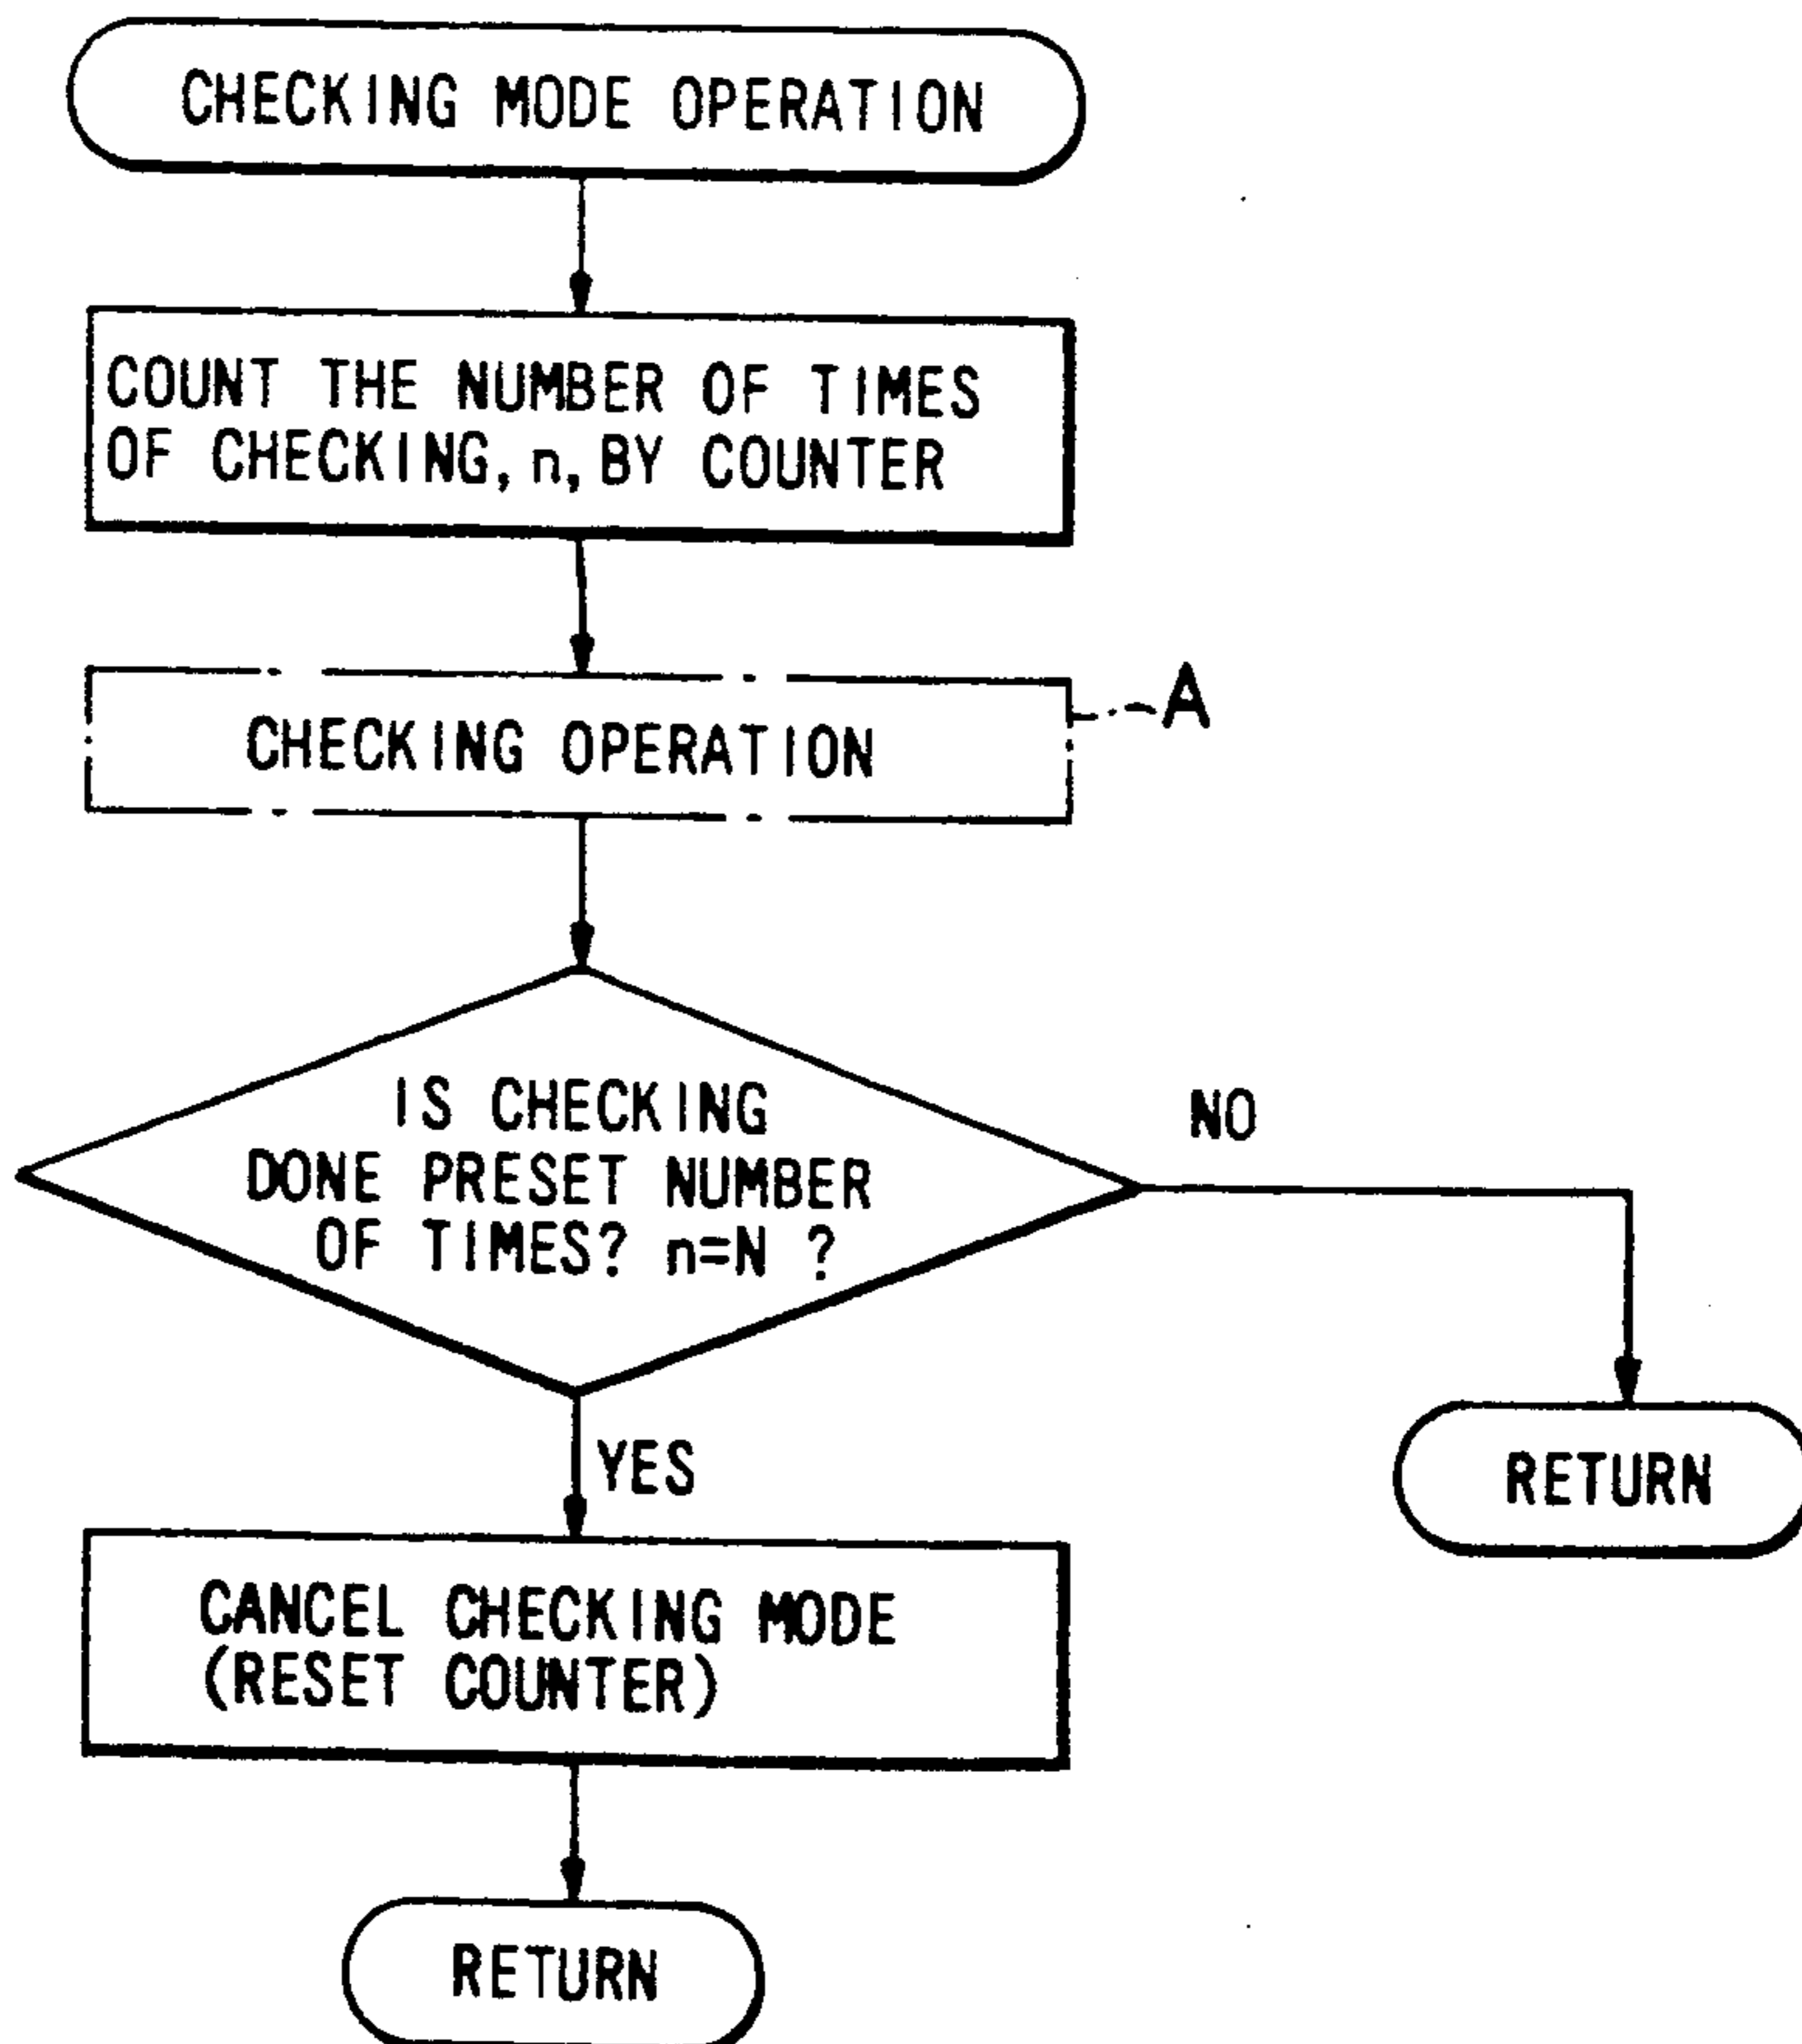 CHECKING MODE OPERATION
COUNT THE NUMBER OF TIMES
OF CHECKING, n, BY COUNTER
CHECKING OPERATION
A
IS CHECKING
DONE PRESET NUMBER
OF TIMES? n=N ?
NO
YES
RETURN
CANCEL CHECKING MODE
(RESET COUNTER)
RETURN